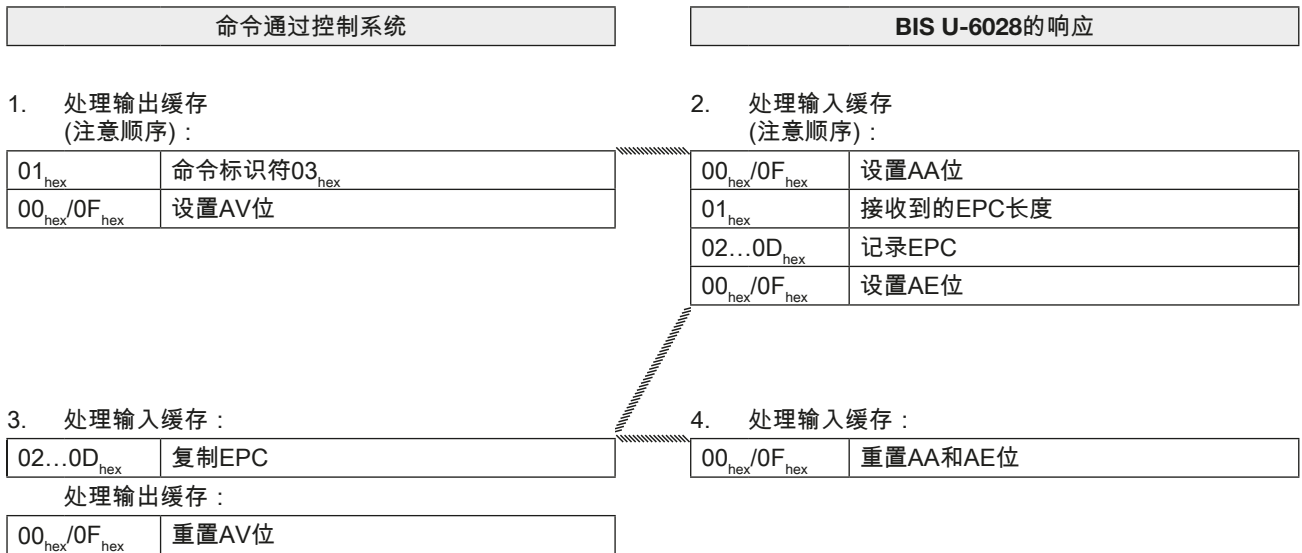 命令通过控制系统
BIS U-6028的响应
1. 处理输出缓存
(注意顺序)：
01hex 命令标识符03hex
00hex/0Fhex 设置AV位
2. 处理输入缓存
(注意顺序)：
00hex/0Fhex 设置AA位
01hex 接收到的EPC长度
02…0Dhex 记录EPC
00hex/0Fhex 设置AE位
3. 处理输入缓存：
02…0Dhex 复制EPC
处理输出缓存：
00hex/0Fhex 重置AV位
4. 处理输入缓存：
00hex/0Fhex 重置AA和AE位